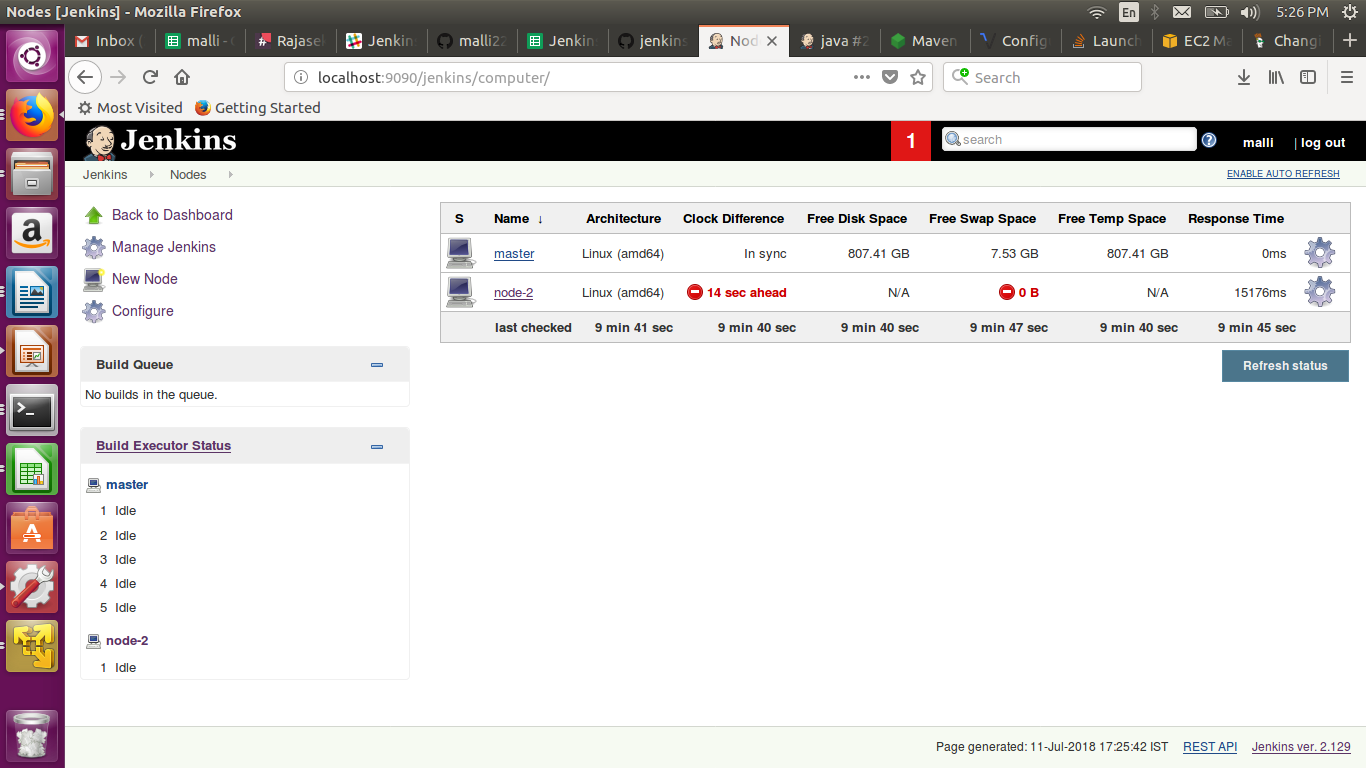 Nodes [Jenkins] - Mozilla Firefox
En
5:26 PM
Inbox (
malli - 
Rajasek
Jenkin
malli22
Jenkins
jenkins
Nod
java #2
Maven
Config
Launch
EC2 Ma
Changi
localhost:9090/jenkins/computer/
Search
Most Visited
Getting Started
Jenkins
1
search
malli
| log out
Jenkins
Nodes
ENABLE AUTO REFRESH
Back to Dashboard
Manage Jenkins
New Node
Configure
S Name ↓ Architecture Clock Difference Free Disk Space Free Swap Space Free Temp Space Response Time
master Linux (amd64) In sync 807.41 GB 7.53 GB 807.41 GB 0ms
node-2 Linux (amd64) 14 sec ahead N/A 0 B N/A 15176ms
last checked 9 min 41 sec 9 min 40 sec 9 min 40 sec 9 min 47 sec 9 min 40 sec 9 min 45 sec
Refresh status
Build Queue
No builds in the queue.
Build Executor Status
master
1 Idle
2 Idle
3 Idle
4 Idle
5 Idle
node-2
1 Idle
Page generated: 11-Jul-2018 17:25:42 IST REST API Jenkins ver. 2.129